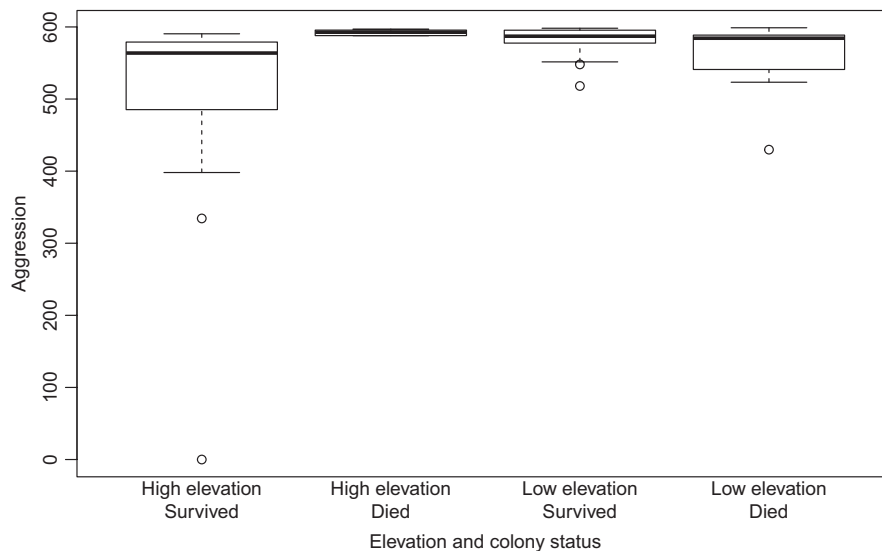 600
500
400
300
200
100
0
Aggression
High elevation
Survived
High elevation
Died
Low elevation
Survived
Low elevation
Died
Elevation and colony status